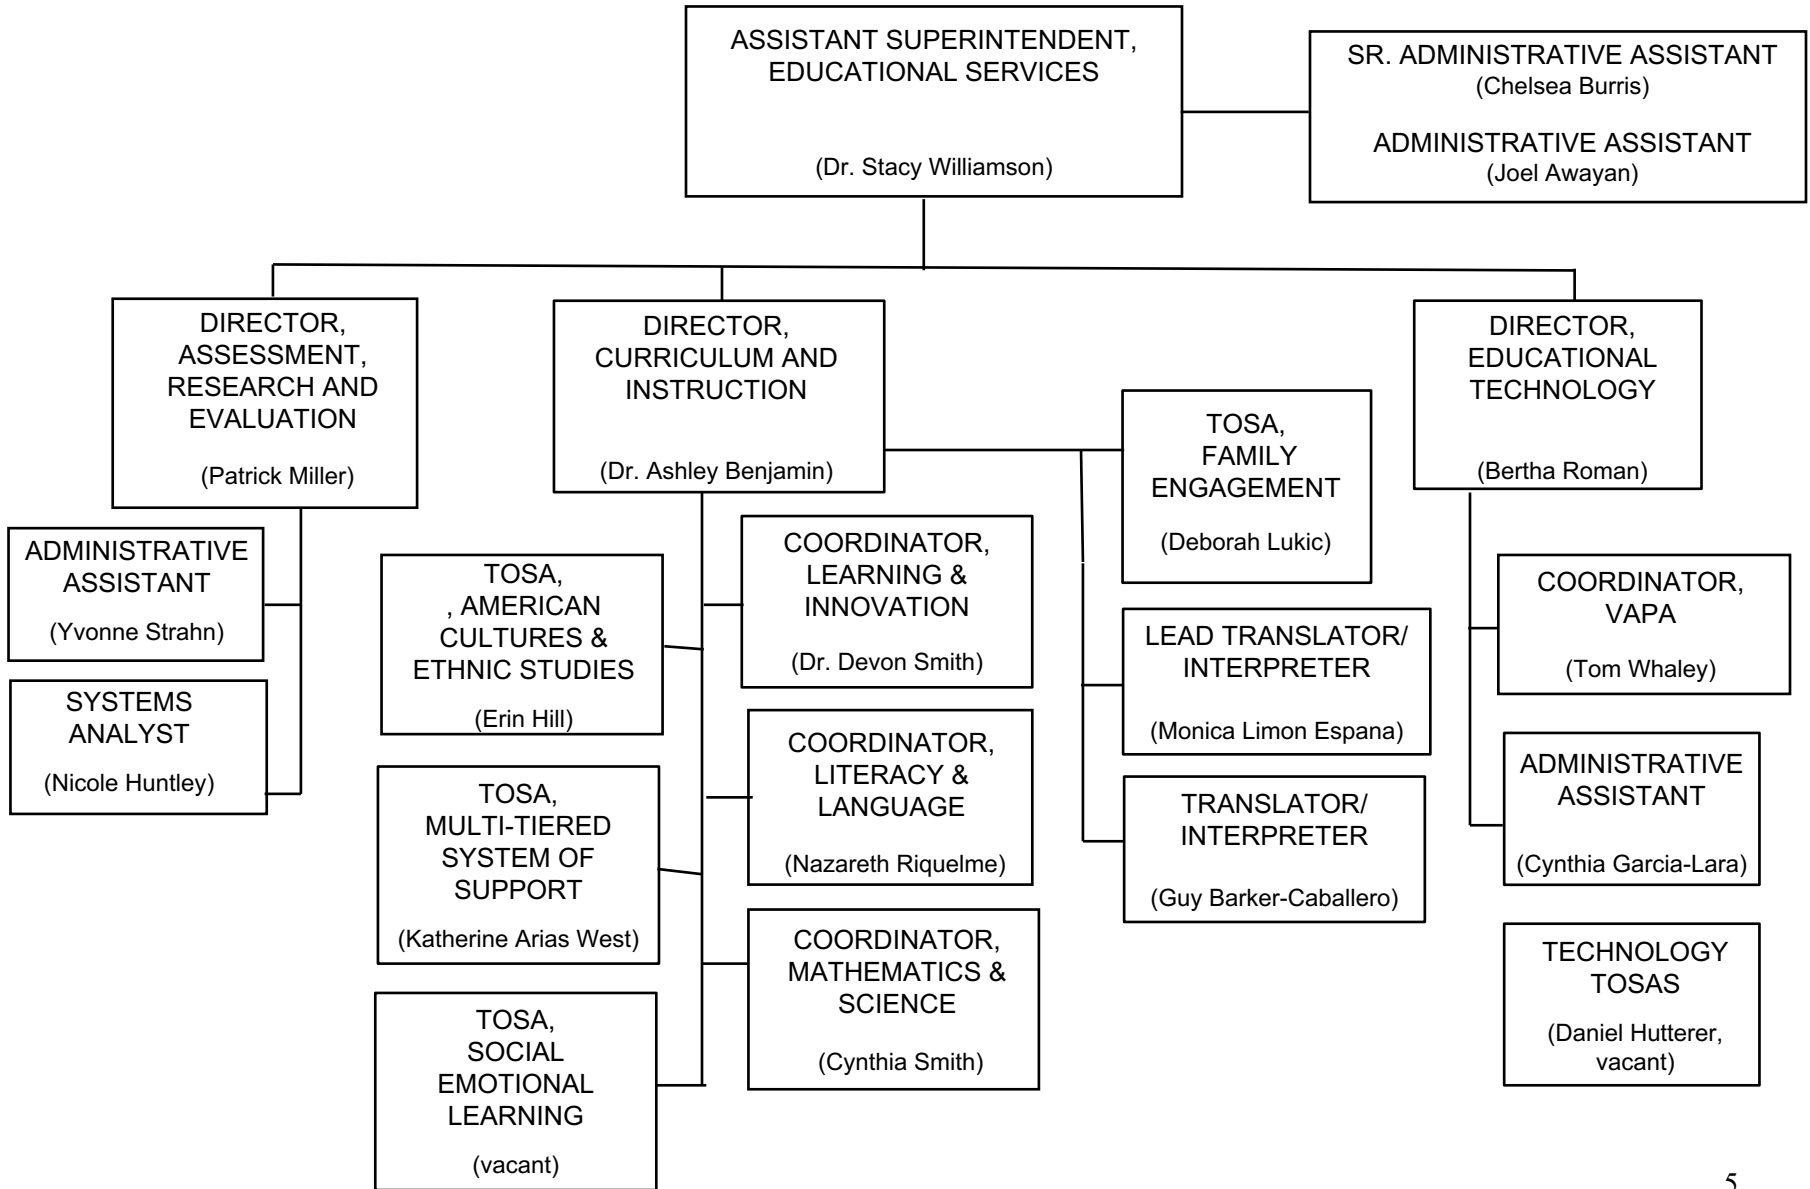 ASSISTANT SUPERINTENDENT,
EDUCATIONAL SERVICES
(Dr. Stacy Williamson)
SR. ADMINISTRATIVE ASSISTANT
(Chelsea Burris)
ADMINISTRATIVE ASSISTANT
(Joel Awayan)
DIRECTOR,
ASSESSMENT,
RESEARCH AND
EVALUATION
(Patrick Miller)
ADMINISTRATIVE
ASSISTANT
(Yvonne Strahn)
SYSTEMS
ANALYST
(Nicole Huntley)
DIRECTOR,
CURRICULUM AND
INSTRUCTION
(Dr. Ashley Benjamin)
TOSA,
, AMERICAN
CULTURES &
ETHNIC STUDIES
(Erin Hill)
TOSA,
MULTI-TIERED
SYSTEM OF
SUPPORT
(Katherine Arias West)
TOSA,
SOCIAL
EMOTIONAL
LEARNING
(vacant)
COORDINATOR,
LEARNING &
INNOVATION
(Dr. Devon Smith)
COORDINATOR,
LITERACY &
LANGUAGE
(Nazareth Riquelme)
COORDINATOR,
MATHEMATICS &
SCIENCE
(Cynthia Smith)
TOSA,
FAMILY
ENGAGEMENT
(Deborah Lukic)
LEAD TRANSLATOR/
INTERPRETER
(Monica Limon Espana)
TRANSLATOR/
INTERPRETER
(Guy Barker-Caballero)
DIRECTOR,
EDUCATIONAL
TECHNOLOGY
(Bertha Roman)
COORDINATOR,
VAPA
(Tom Whaley)
ADMINISTRATIVE
ASSISTANT
(Cynthia Garcia-Lara)
TECHNOLOGY
TOSAS
(Daniel Hutterer,
vacant)
5